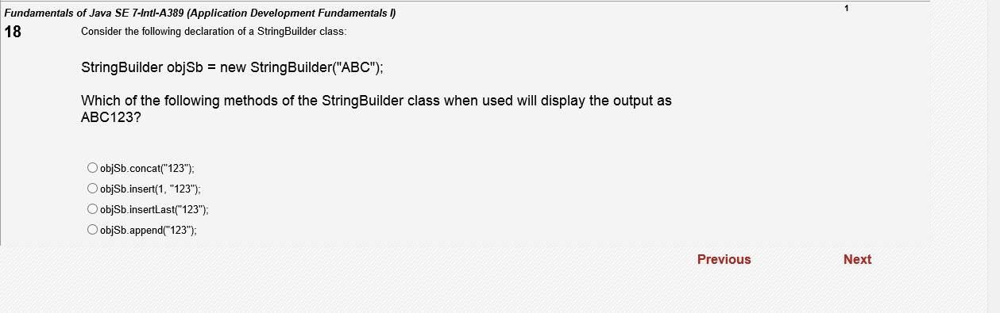 Fundamentals of Java SE 7-Intl-A389 (Application Development Fundamentals I)
1
18
Consider the following declaration of a StringBuilder class:
StringBuilder objSb = new StringBuilder("ABC");
Which of the following methods of the StringBuilder class when used will display the output as
ABC123?
objSb.concat("123");
objSb.insert(1, "123");
objSb.insertLast("123");
objSb.append("123");
Previous
Next